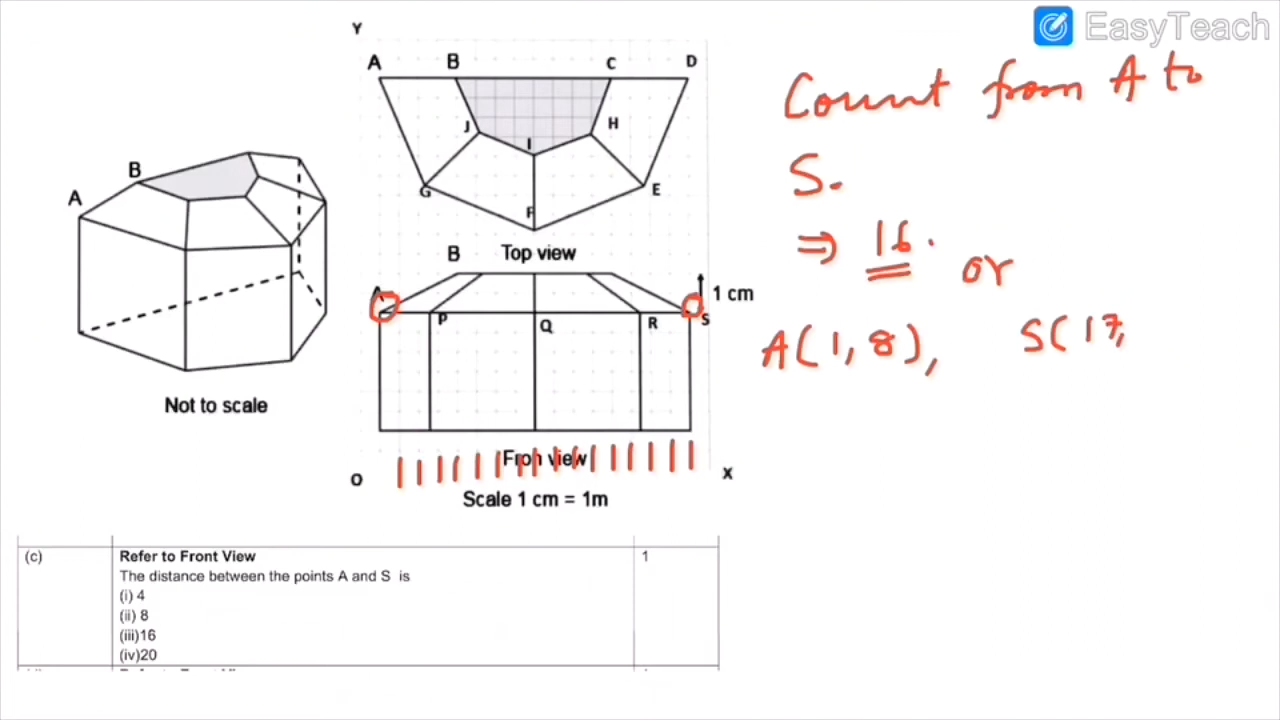 EasyTeach
Y
A B C D
J H
I
G E
F
Top view
B
A
Not to scale
B
A 1 cm
P Q R S
Fron view
O X
Scale 1 cm = 1m
Count from A to
S.
⇒ 16. or
A(1, 8), S(17,
(c) Refer to Front View 1
The distance between the points A and S is
(i) 4
(ii) 8
(iii)16
(iv)20